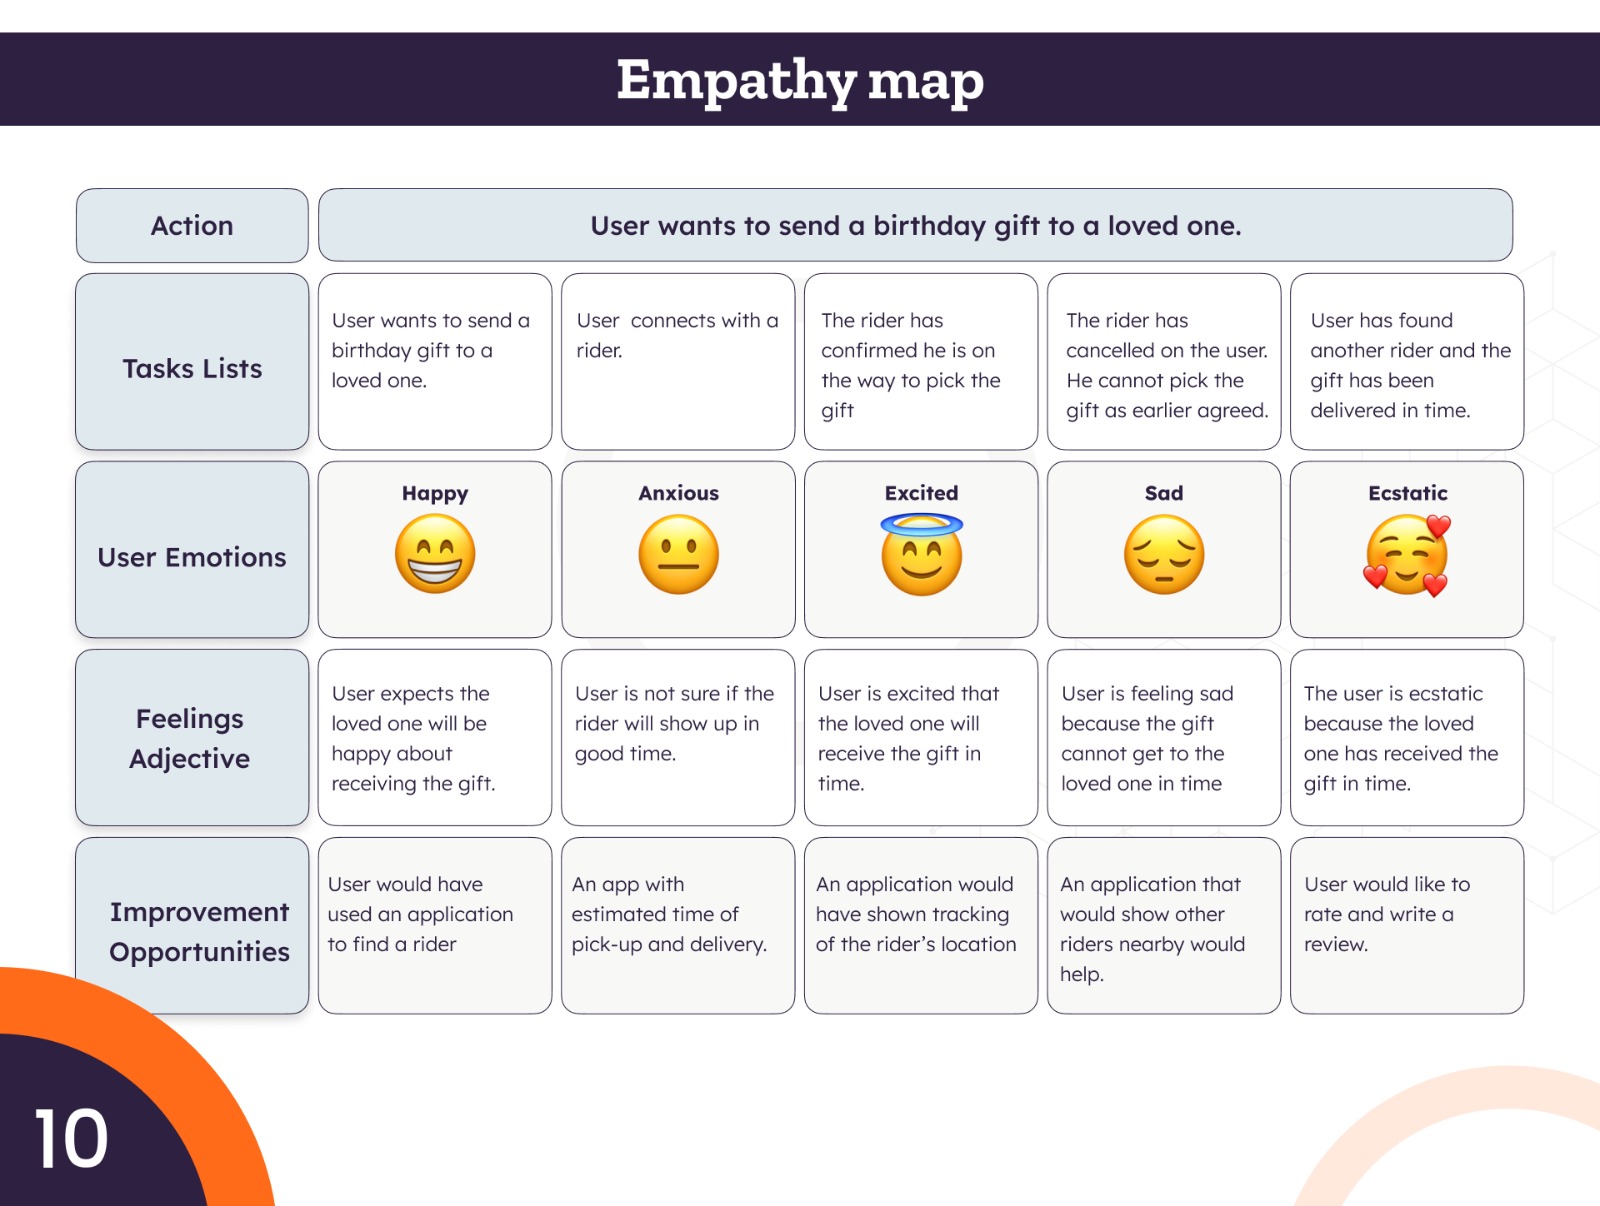 Empathy map
Action
User wants to send a birthday gift to a loved one.
Tasks Lists
User wants to send a
birthday gift to a
loved one.
User connects with a
rider.
The rider has
confirmed he is on
the way to pick the
gift
The rider has
cancelled on the user.
He cannot pick the
gift as earlier agreed.
User has found
another rider and the
gift has been
delivered in time.
User Emotions
Happy
Anxious
Excited
Sad
Ecstatic
Feelings
Adjective
User expects the
loved one will be
happy about
receiving the gift.
User is not sure if the
rider will show up in
good time.
User is excited that
the loved one will
receive the gift in
time.
User is feeling sad
because the gift
cannot get to the
loved one in time
The user is ecstatic
because the loved
one has received the
gift in time.
Improvement
Opportunities
User would have
used an application
to find a rider
An app with
estimated time of
pick-up and delivery.
An application would
have shown tracking
of the rider’s location
An application that
would show other
riders nearby would
help.
User would like to
rate and write a
review.
10